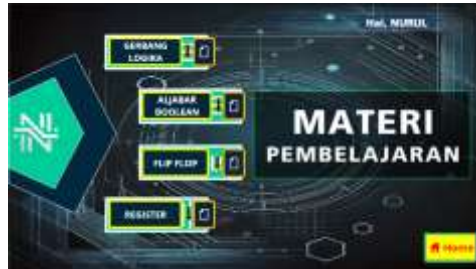 Hai, NURUL
GERBANG
LOGIKA
ALJABAR
BOOLEAN
FLIP FLOP
REGISTER
MATERI
PEMBELAJARAN
Home